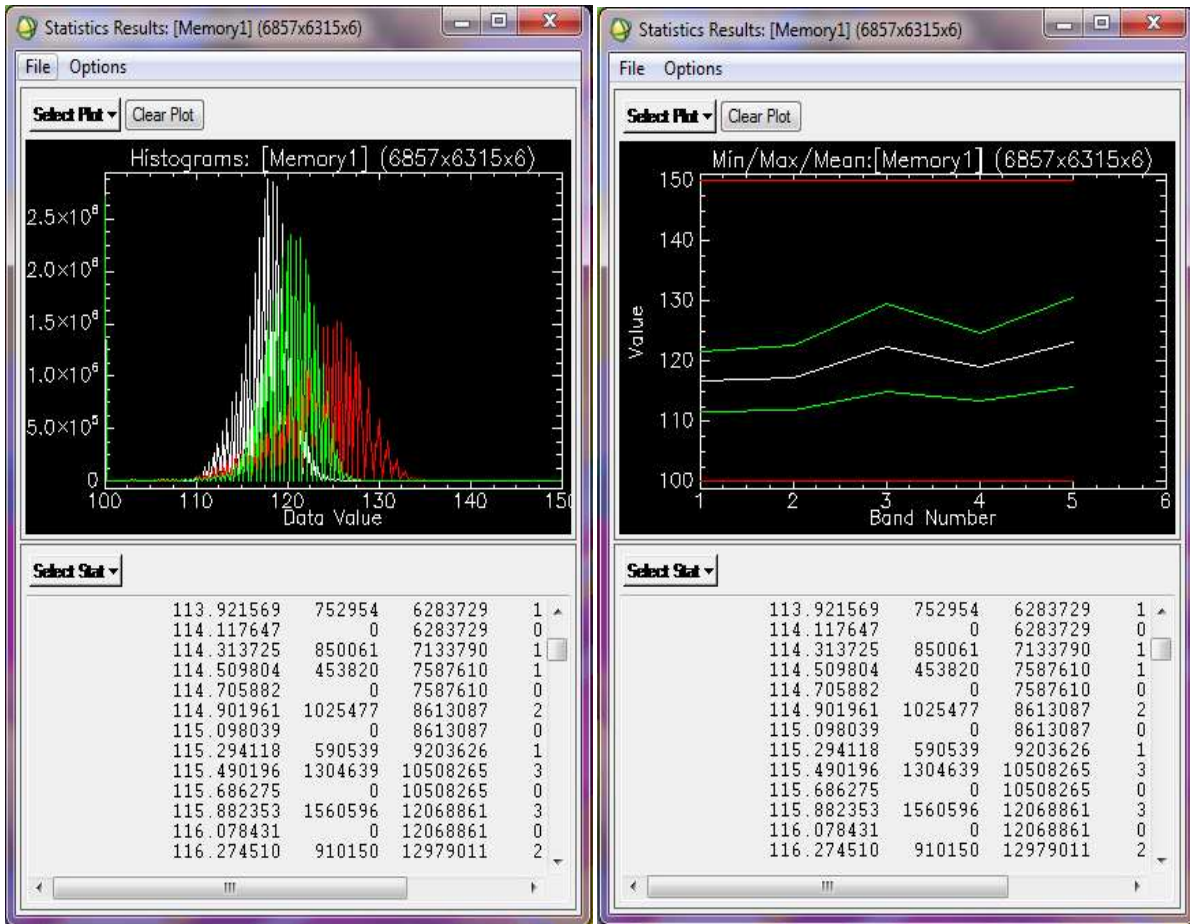 Statistics Results: [Memory1] (6857x6315x6)
File Options
Select Plot Clear Plot
Histograms: [Memory1] (6857x6315x6)
2.5×10⁶
2.0×10⁶
1.5×10⁶
1.0×10⁶
5.0×10⁵
0
100 110 120 130 140 150
Data Value
Select Stat
113.921569 752954 6283729 1
114.117647 0 6283729 0
114.313725 850061 7133790 1
114.509804 453820 7587610 1
114.705882 0 7587610 0
114.901961 1025477 8613087 2
115.098039 0 8613087 0
115.294118 590539 9203626 1
115.490196 1304639 10508265 3
115.686275 0 10508265 0
115.882353 1560596 12068861 3
116.078431 0 12068861 0
116.274510 910150 12979011 2
Statistics Results: [Memory1] (6857x6315x6)
File Options
Select Plot Clear Plot
Min/Max/Mean:[Memory1] (6857x6315x6)
150
140
130
120
110
100
Value
1 2 3 4 5 6
Band Number
Select Stat
113.921569 752954 6283729 1
114.117647 0 6283729 0
114.313725 850061 7133790 1
114.509804 453820 7587610 1
114.705882 0 7587610 0
114.901961 1025477 8613087 2
115.098039 0 8613087 0
115.294118 590539 9203626 1
115.490196 1304639 10508265 3
115.686275 0 10508265 0
115.882353 1560596 12068861 3
116.078431 0 12068861 0
116.274510 910150 12979011 2